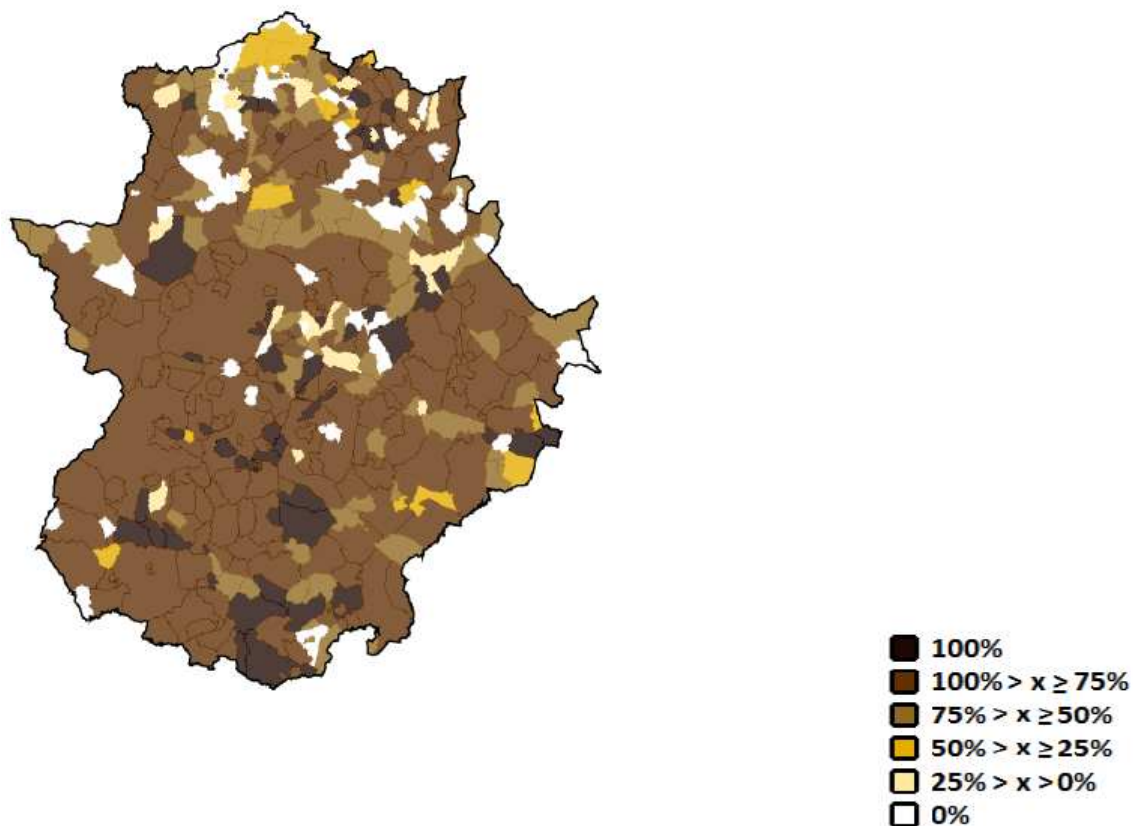 100%
100% > x ≥ 75%
75% > x ≥ 50%
50% > x ≥ 25%
25% > x > 0%
0%